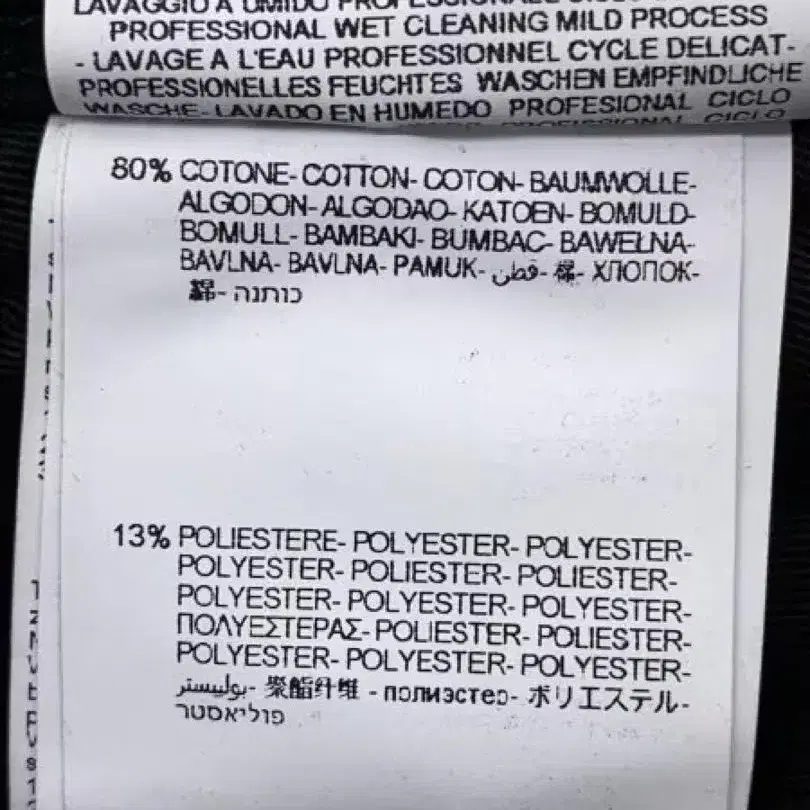 LAVAGGIO A UMIDO
PROFESSIONAL WET CLEANING MILD PROCESS
- LAVAGE A L'EAU PROFESSIONNEL CYCLE DELICAT-
PROFESSIONELLES FEUCHTES WASCHEN EMPFINDLICHE
WASCHE- LAVADO EN HUMEDO PROFESIONAL CICLO
80% COTONE- COTTON- COTON- BAUMWOLLE-
ALGODON- ALGODAO- KATOEN- BOMULD-
BOMULL- BAMBAKI- BUMBAC- BAWEŁNA-
BAVLNA- BAVLNA- PAMUK- قطن- 棉- ХЛОПОК-
綿- כותנה
13% POLIESTERE- POLYESTER- POLYESTER-
POLYESTER- POLIESTER- POLIESTER-
POLYESTER- POLYESTER- POLYESTER-
ΠΟΛΥΕΣΤΕΡΑΣ- POLIESTER- POLIESTER-
POLYESTER- POLYESTER- POLYESTER-
بوليستر- 聚酯纤维 - полиэстер- ポリエステル-
פוליאסטר